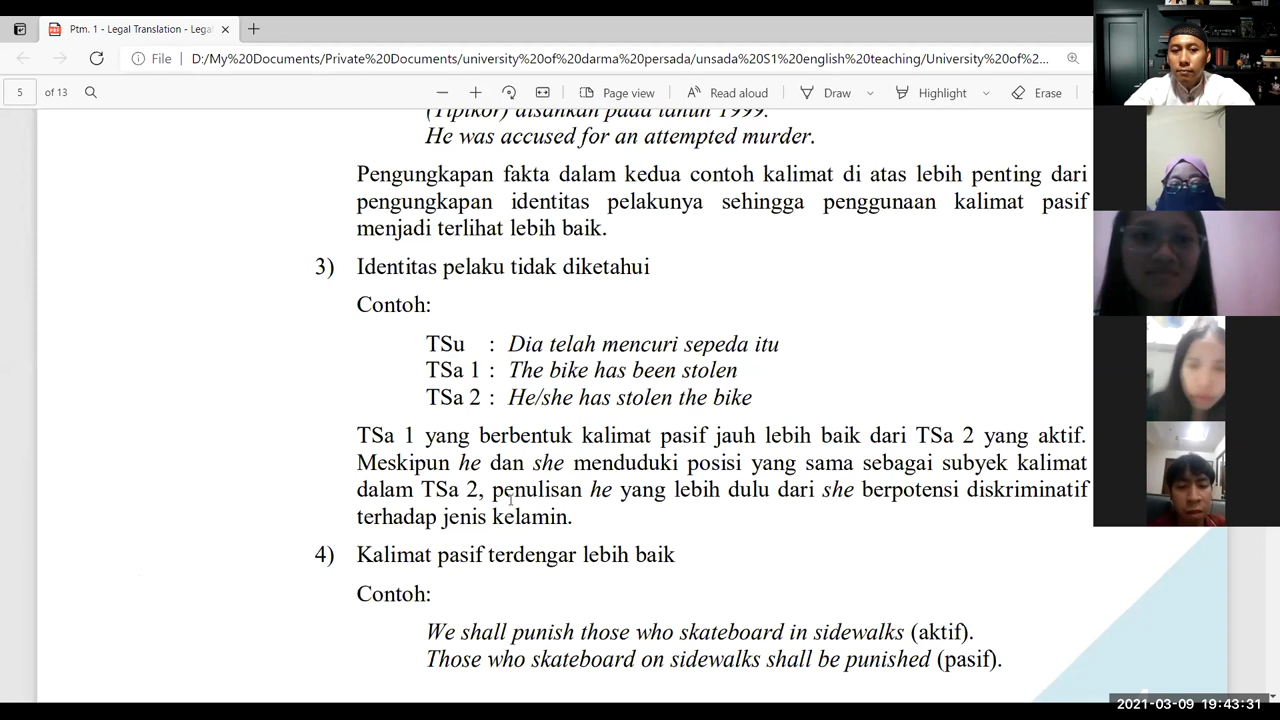 Ptm. 1 - Legal Translation - Lega
File
D:/My%20Documents/Private%20Documents/university%20of%20darma%20persada/unsada%20S1%20english%20teaching/University%20of%2...
5 of 13
Page view
Read aloud
Draw
Highlight
Erase
(Tipikor) disahkan pada tahun 1999.
He was accused for an attempted murder.
Pengungkapan fakta dalam kedua contoh kalimat di atas lebih penting dari
pengungkapan identitas pelakunya sehingga penggunaan kalimat pasif
menjadi terlihat lebih baik.
3) Identitas pelaku tidak diketahui
Contoh:
TSu : Dia telah mencuri sepeda itu
TSa 1 : The bike has been stolen
TSa 2 : He/she has stolen the bike
TSa 1 yang berbentuk kalimat pasif jauh lebih baik dari TSa 2 yang aktif.
Meskipun he dan she menduduki posisi yang sama sebagai subyek kalimat
dalam TSa 2, penulisan he yang lebih dulu dari she berpotensi diskriminatif
terhadap jenis kelamin.
4) Kalimat pasif terdengar lebih baik
Contoh:
We shall punish those who skateboard in sidewalks (aktif).
Those who skateboard on sidewalks shall be punished (pasif).
2021-03-09 19:43:31